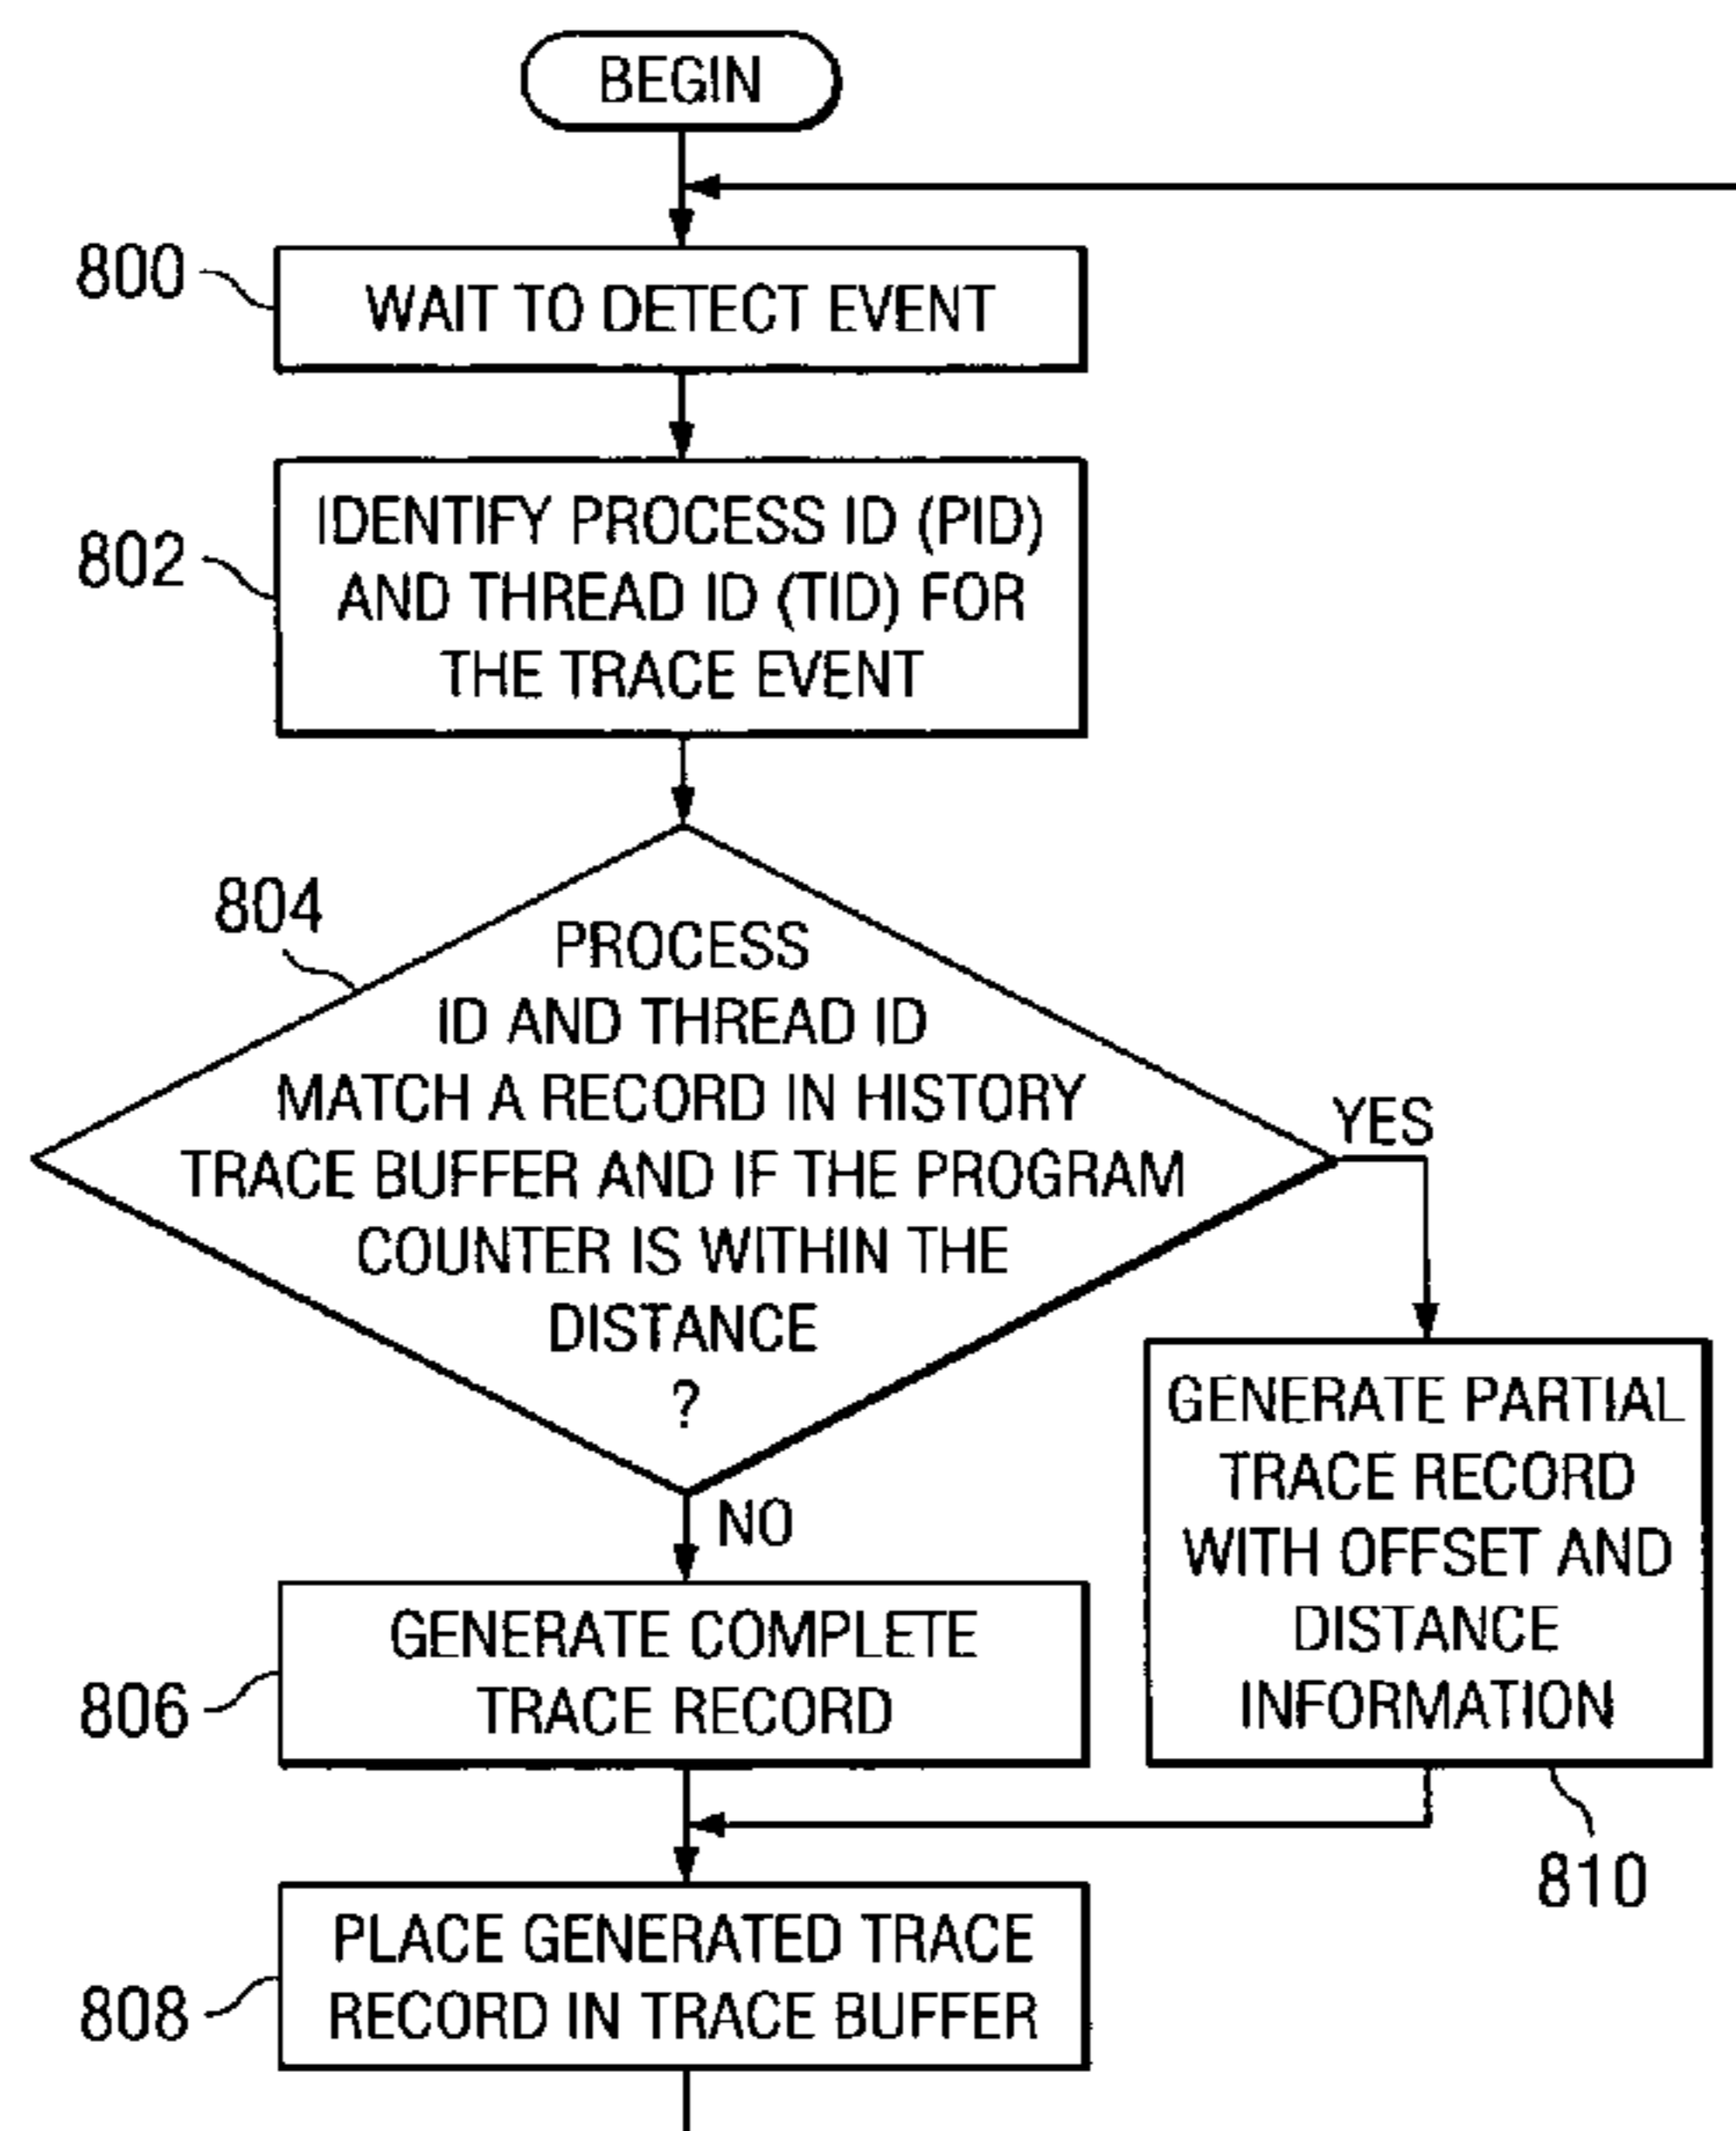 BEGIN
800
WAIT TO DETECT EVENT
802
IDENTIFY PROCESS ID (PID)
AND THREAD ID (TID) FOR
THE TRACE EVENT
804
PROCESS
ID AND THREAD ID
MATCH A RECORD IN HISTORY
TRACE BUFFER AND IF THE PROGRAM
COUNTER IS WITHIN THE
DISTANCE
?
YES
NO
GENERATE PARTIAL
TRACE RECORD
WITH OFFSET AND
DISTANCE
INFORMATION
810
806
GENERATE COMPLETE
TRACE RECORD
808
PLACE GENERATED TRACE
RECORD IN TRACE BUFFER